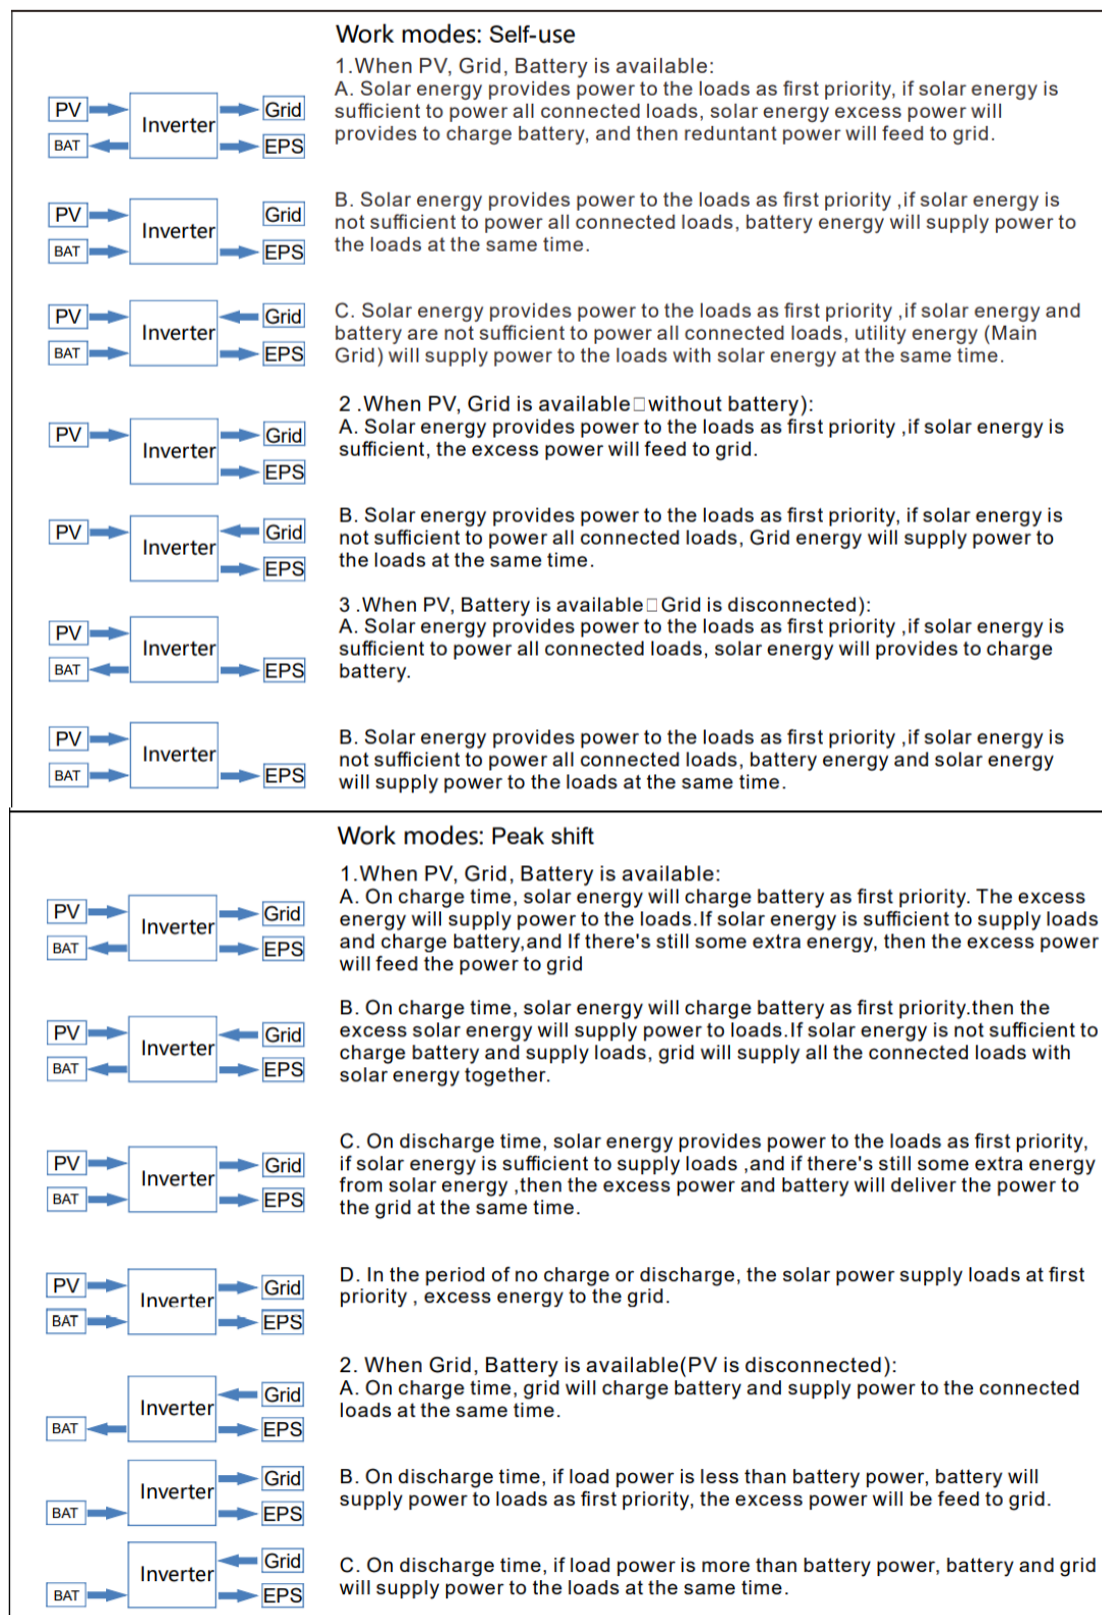 Work modes: Self-use
1.When PV, Grid, Battery is available:
A. Solar energy provides power to the loads as first priority, if solar energy is
sufficient to power all connected loads, solar energy excess power will
provides to charge battery, and then reduntant power will feed to grid.
PV
BAT
Inverter
Grid
EPS
B. Solar energy provides power to the loads as first priority ,if solar energy is
not sufficient to power all connected loads, battery energy will supply power to
the loads at the same time.
PV
BAT
Inverter
Grid
EPS
C. Solar energy provides power to the loads as first priority ,if solar energy and
battery are not sufficient to power all connected loads, utility energy (Main
Grid) will supply power to the loads with solar energy at the same time.
PV
BAT
Inverter
Grid
EPS
2 .When PV, Grid is available□without battery):
A. Solar energy provides power to the loads as first priority ,if solar energy is
sufficient, the excess power will feed to grid.
PV
Inverter
Grid
EPS
B. Solar energy provides power to the loads as first priority, if solar energy is
not sufficient to power all connected loads, Grid energy will supply power to
the loads at the same time.
PV
Inverter
Grid
EPS
3 .When PV, Battery is available□Grid is disconnected):
A. Solar energy provides power to the loads as first priority ,if solar energy is
sufficient to power all connected loads, solar energy will provides to charge
battery.
PV
BAT
Inverter
EPS
B. Solar energy provides power to the loads as first priority ,if solar energy is
not sufficient to power all connected loads, battery energy and solar energy
will supply power to the loads at the same time.
PV
BAT
Inverter
EPS
Work modes: Peak shift
1.When PV, Grid, Battery is available:
A. On charge time, solar energy will charge battery as first priority. The excess
energy will supply power to the loads.If solar energy is sufficient to supply loads
and charge battery,and If there's still some extra energy, then the excess power
will feed the power to grid
PV
BAT
Inverter
Grid
EPS
B. On charge time, solar energy will charge battery as first priority.then the
excess solar energy will supply power to loads.If solar energy is not sufficient to
charge battery and supply loads, grid will supply all the connected loads with
solar energy together.
PV
BAT
Inverter
Grid
EPS
C. On discharge time, solar energy provides power to the loads as first priority,
if solar energy is sufficient to supply loads ,and if there's still some extra energy
from solar energy ,then the excess power and battery will deliver the power to
the grid at the same time.
PV
BAT
Inverter
Grid
EPS
D. In the period of no charge or discharge, the solar power supply loads at first
priority , excess energy to the grid.
PV
BAT
Inverter
Grid
EPS
2. When Grid, Battery is available(PV is disconnected):
A. On charge time, grid will charge battery and supply power to the connected
loads at the same time.
BAT
Inverter
Grid
EPS
B. On discharge time, if load power is less than battery power, battery will
supply power to loads as first priority, the excess power will be feed to grid.
BAT
Inverter
Grid
EPS
C. On discharge time, if load power is more than battery power, battery and grid
will supply power to the loads at the same time.
BAT
Inverter
Grid
EPS